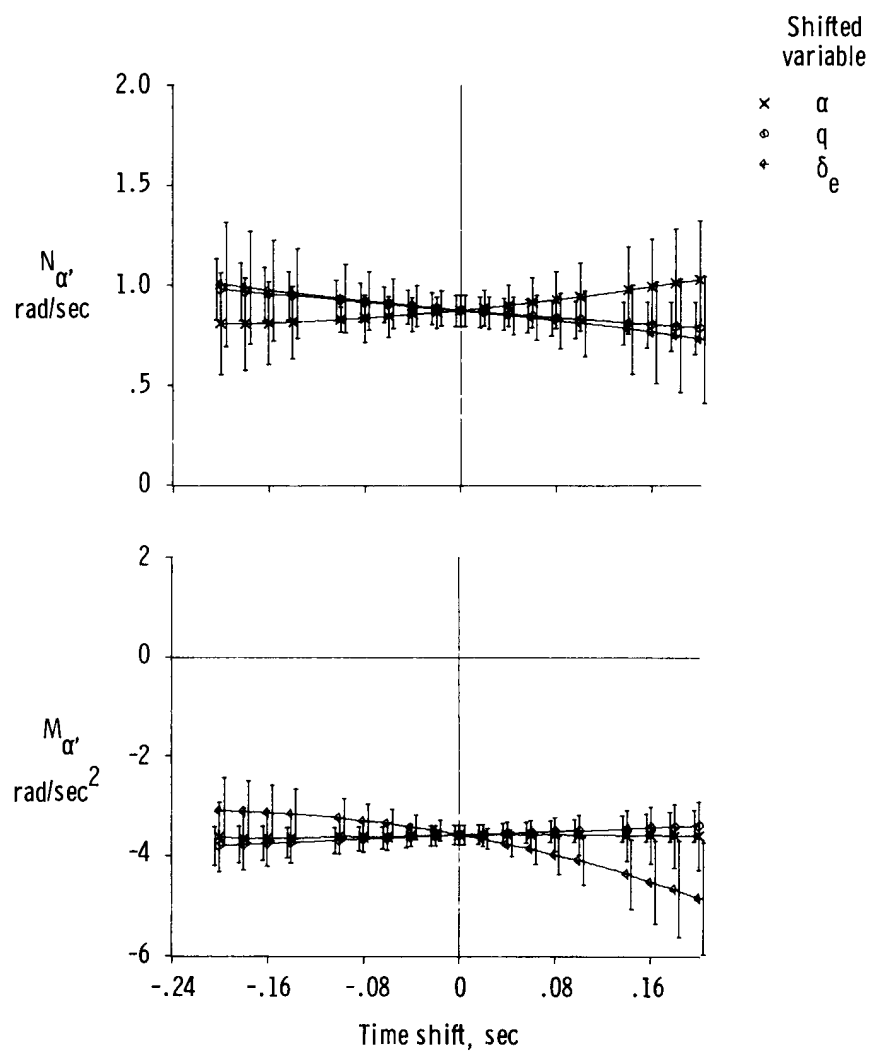 Shifted
variable
× α
q
δe
2.0
1.5
Nα,
rad/sec
1.0
.5
0
2
0
Mα,
rad/sec2
-2
-4
-6
-.24 -.16 -.08 0 .08 .16
Time shift, sec